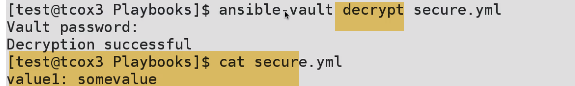 [test@tcox3 Playbooks]$ ansible-vault decrypt secure.yml
Vault password:
Decryption successful
[test@tcox3 Playbooks]$ cat secure.yml
value1: somevalue